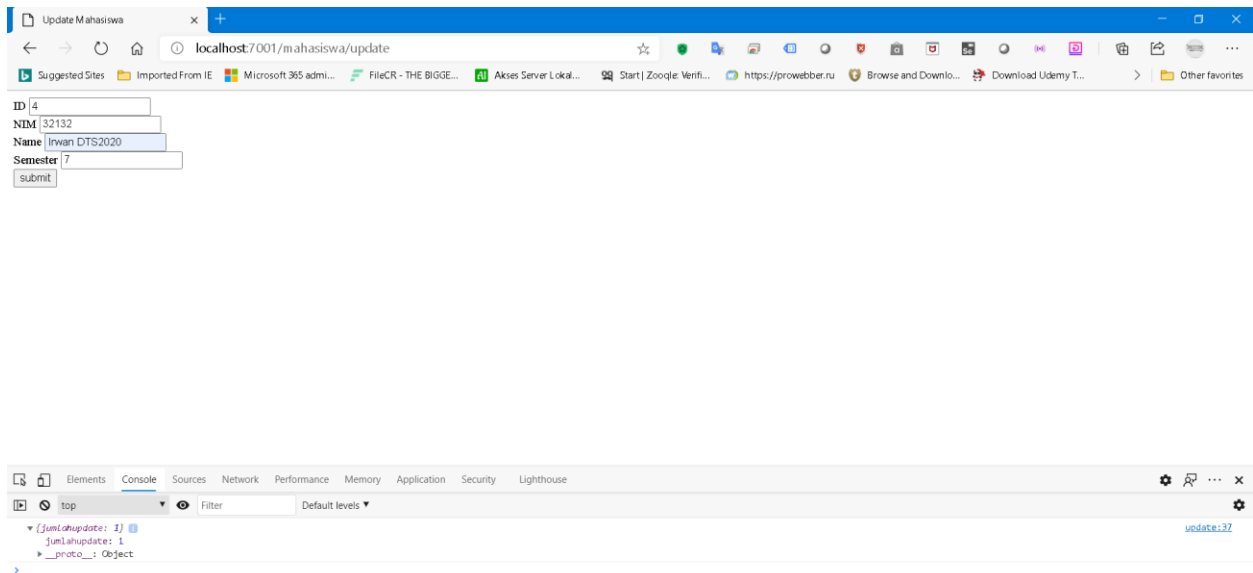 Update Mahasiswa
localhost:7001/mahasiswa/update
Suggested Sites Imported From IE Microsoft 365 admi... FileCR - THE BIGGE... Akses Server Lokal... Start | Zooqle: Verifi... https://prowebber.ru Browse and Downlo... Download Udemy T... Other favorites
ID 4
NIM 32132
Name Irwan DTS2020
Semester 7
submit
Elements Console Sources Network Performance Memory Application Security Lighthouse
top Filter Default levels
{jumlahupdate: 1} update:37
jumlahupdate: 1
__proto__: Object